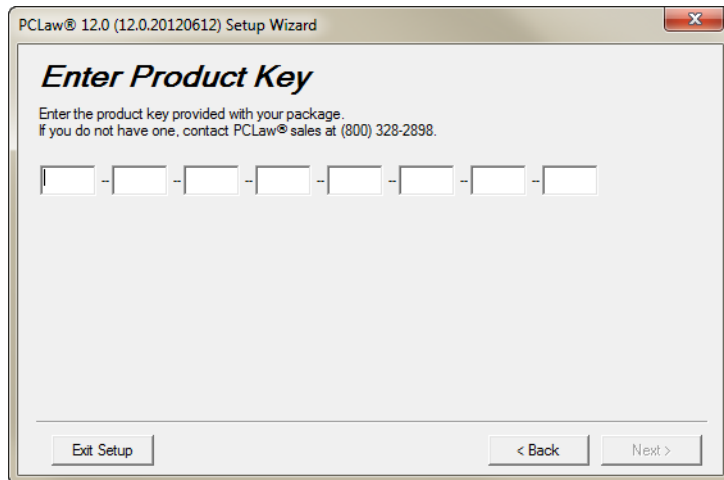 PCLaw® 12.0 (12.0.20120612) Setup Wizard
Enter Product Key
Enter the product key provided with your package.
If you do not have one, contact PCLaw® sales at (800) 328-2898.
-- -- -- -- -- -- --
Exit Setup
< Back
Next >